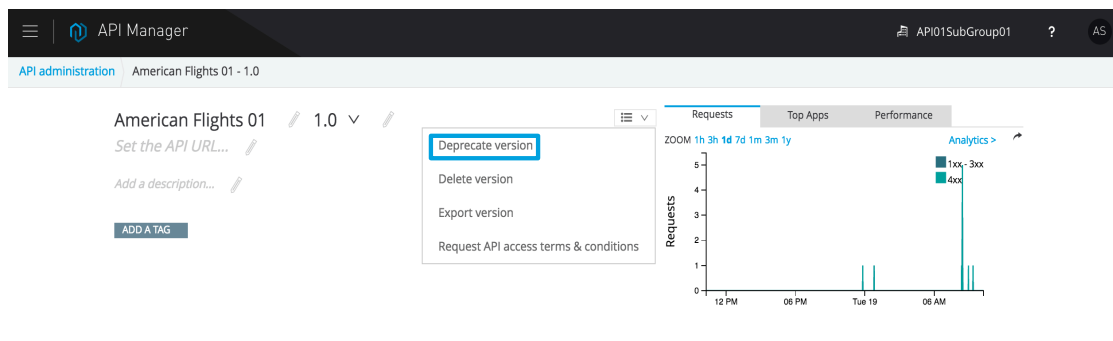 API Manager
API01SubGroup01 ? AS
API administration American Flights 01 - 1.0
American Flights 01 1.0
Set the API URL...
Add a description...
ADD A TAG
Deprecate version
Delete version
Export version
Request API access terms & conditions
Requests Top Apps Performance
ZOOM 1h 3h 1d 7d 1m 3m 1y Analytics >
1xx - 3xx
4xx
Requests
5
4
3
2
1
0
12 PM 06 PM Tue 19 06 AM